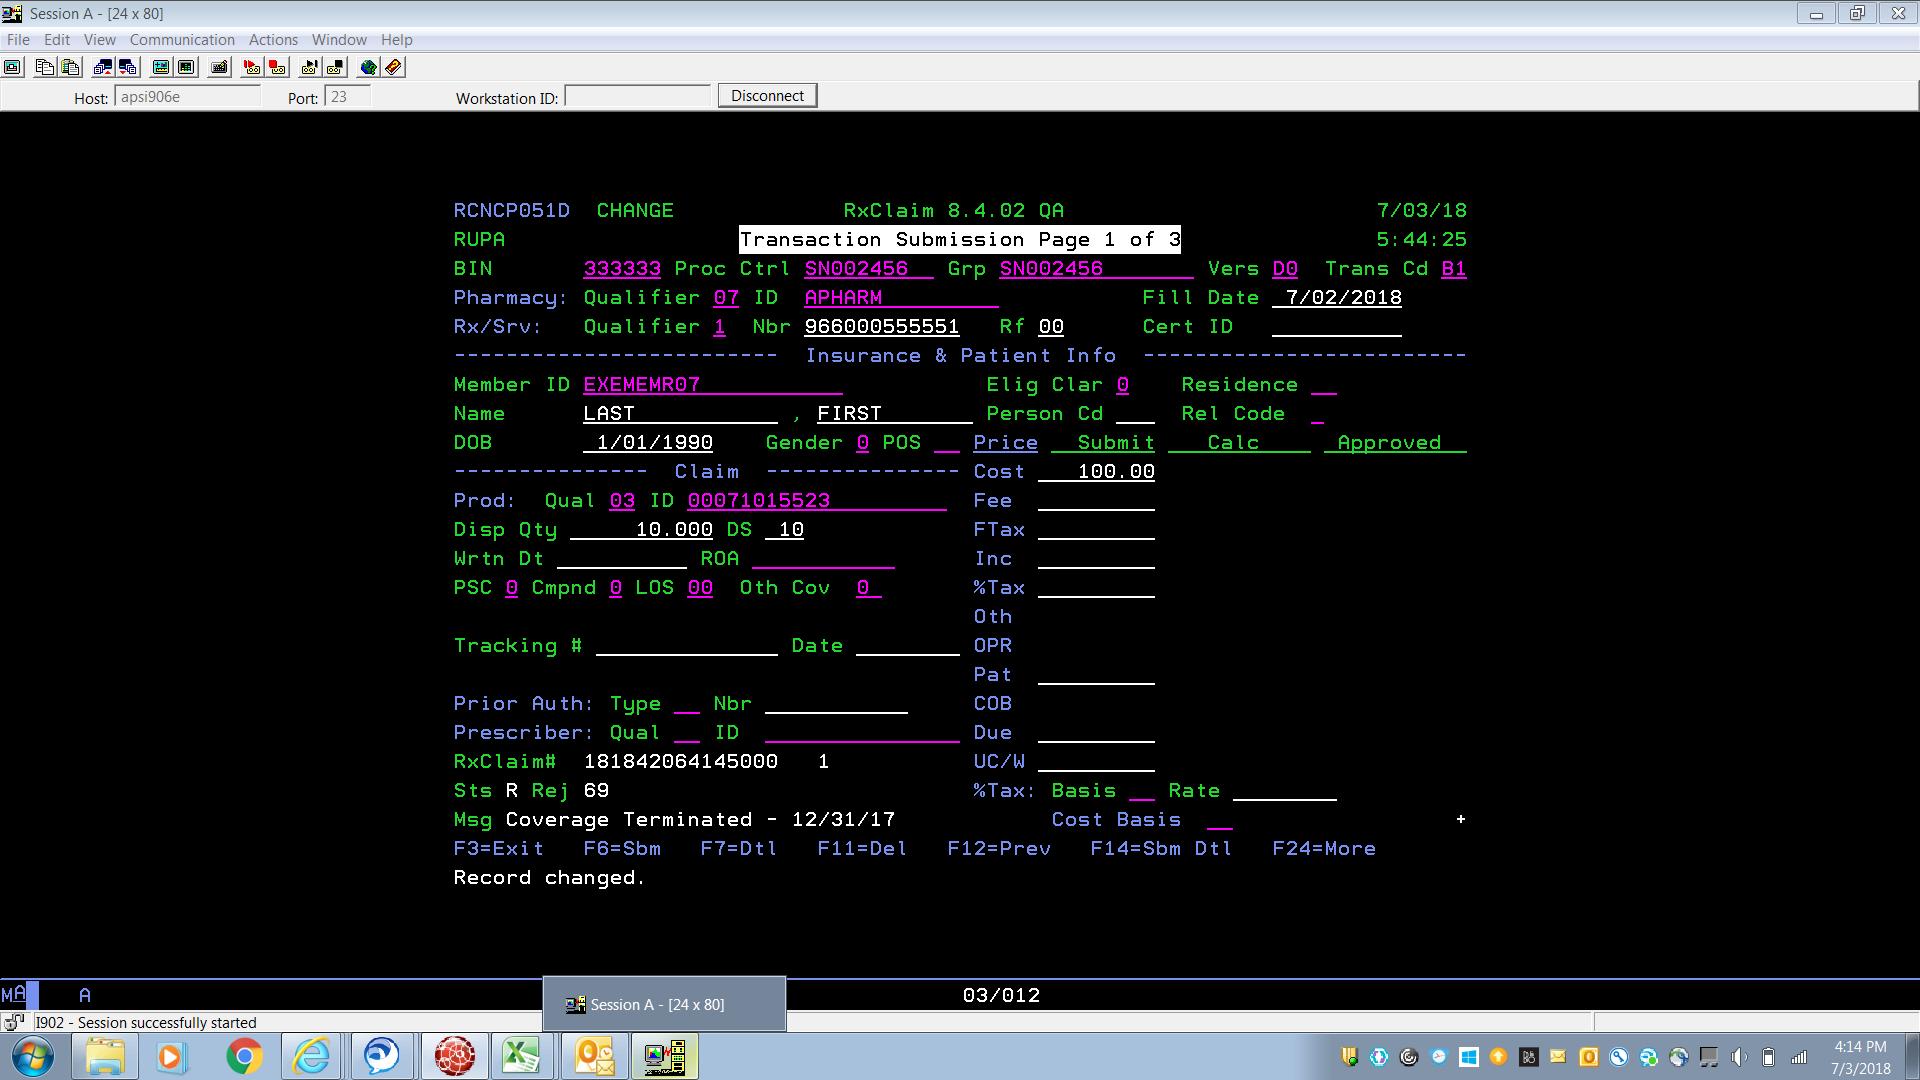 Session A - [24 x 80]
File Edit View Communication Actions Window Help
Host: apsi906e Port: 23 Workstation ID: Disconnect
RCNCP051D CHANGE RxClaim 8.4.02 QA 7/03/18
RUPA Transaction Submission Page 1 of 3 5:44:25
BIN 333333 Proc Ctrl SN002456 Grp SN002456 Vers D0 Trans Cd B1
Pharmacy: Qualifier 07 ID APHARM Fill Date 7/02/2018
Rx/Srv: Qualifier 1 Nbr 966000555551 Rf 00 Cert ID
------------------------- Insurance & Patient Info -------------------------
Member ID EXEMEMR07 Elig Clar 0 Residence
Name LAST , FIRST Person Cd Rel Code
DOB 1/01/1990 Gender 0 POS Price Submit Calc Approved
--------------- Claim --------------- Cost 100.00
Prod: Qual 03 ID 00071015523 Fee
Disp Qty 10.000 DS 10 FTax
Wrtn Dt ROA Inc
PSC 0 Cmpnd 0 LOS 00 Oth Cov 0 %Tax
Oth
Tracking # Date OPR
Pat
Prior Auth: Type Nbr COB
Prescriber: Qual ID Due
RxClaim# 181842064145000 1 UC/W
Sts R Rej 69 %Tax: Basis Rate
Msg Coverage Terminated - 12/31/17 Cost Basis +
F3=Exit F6=Sbm F7=Dtl F11=Del F12=Prev F14=Sbm Dtl F24=More
Record changed.
MA A 03/012
Session A - [24 x 80]
I902 - Session successfully started
4:14 PM
7/3/2018